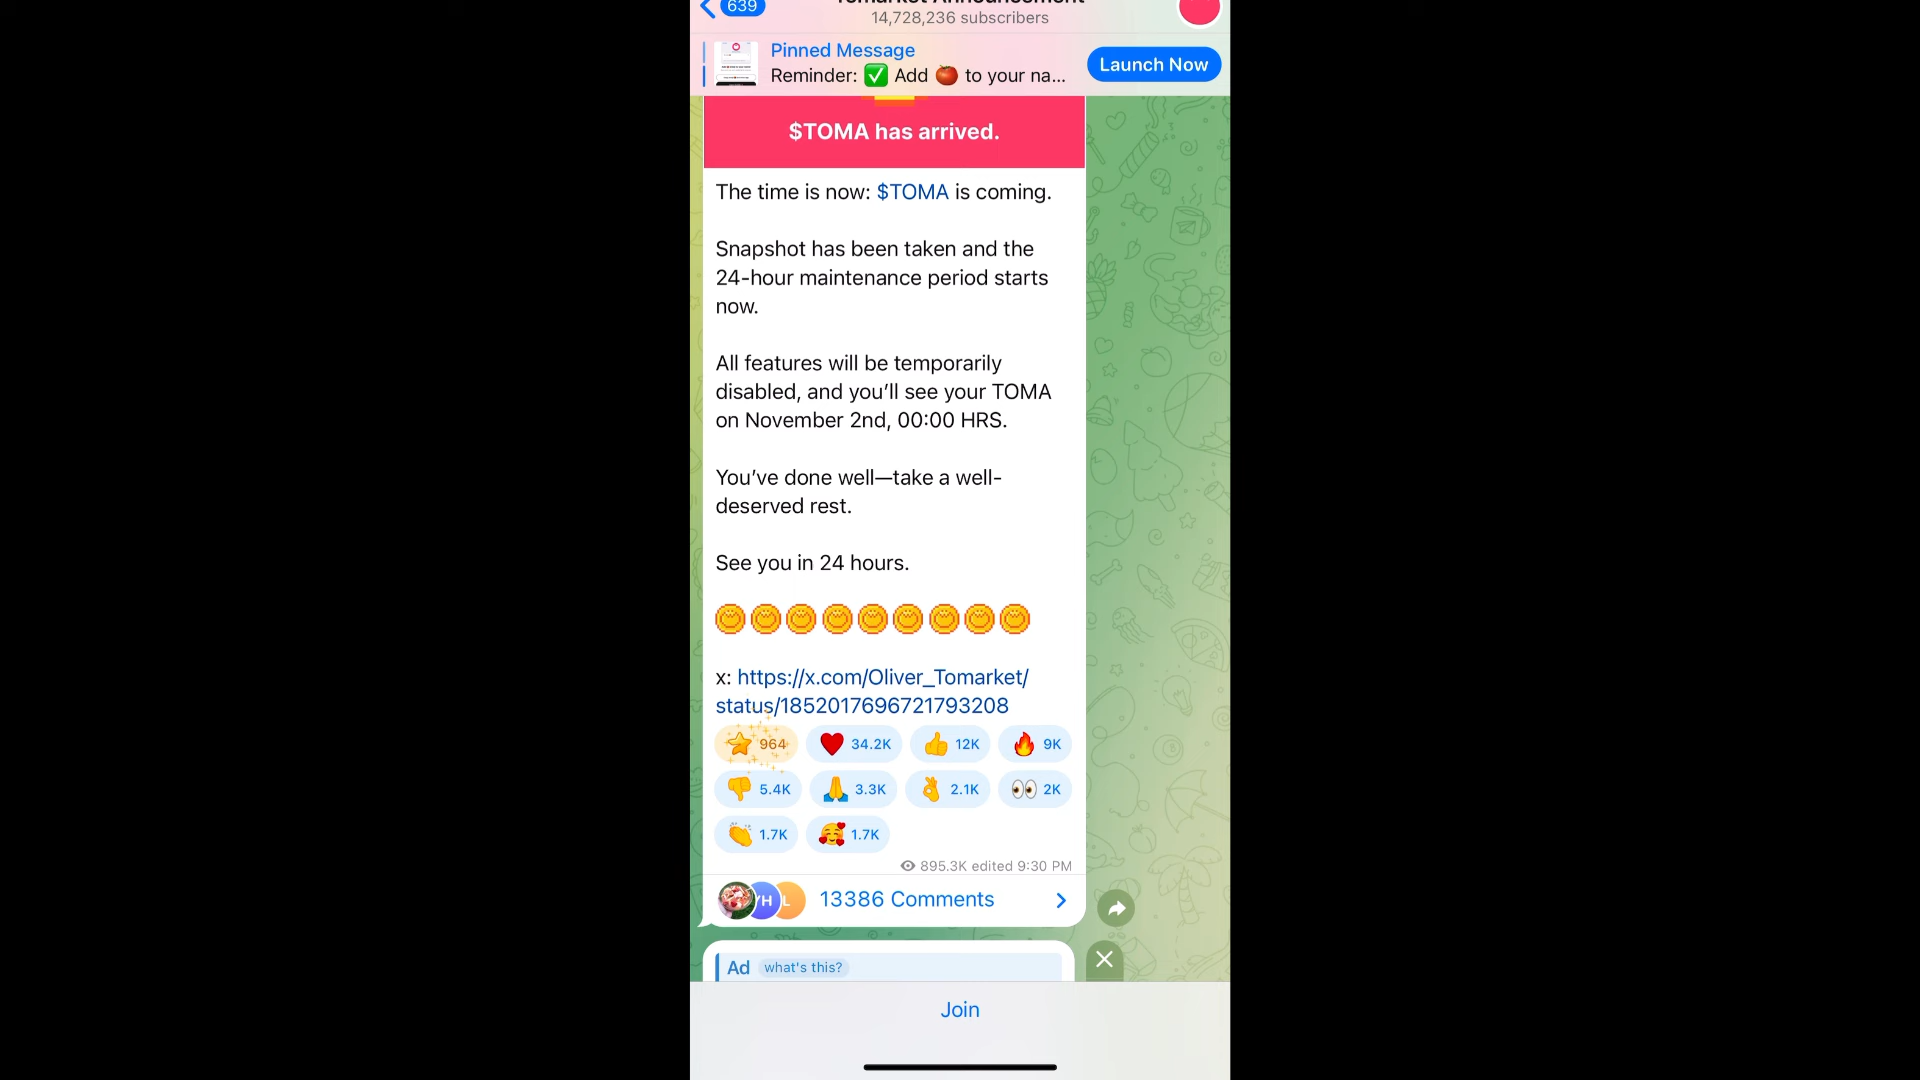 639
Tomarket Announcement
14,728,236 subscribers
Pinned Message
Reminter: ✅ Add 🍅 to your na...
Launch Now
$TOMA has arrived.
The time is now: $TOMA is coming.
Snapshot has been taken and the
24-hour maintenance period starts
now.
All features will be temporarily
disabled, and you’ll see your TOMA
on November 2nd, 00:00 HRS.
You’ve done well—take a well-
deserved rest.
See you in 24 hours.
x: https://x.com/Oliver_Tomarket/
status/1852017696721793208
964 34.2K 12K 9K
5.4K 3.3K 2.1K 2K
1.7K 1.7K
895.3K edited 9:30 PM
YH L 13386 Comments
Ad what's this?
Join